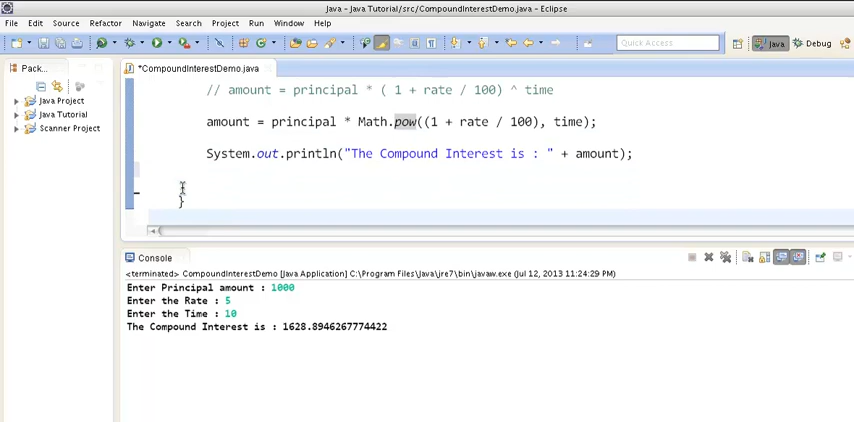 Java - Java Tutorial/src/CompoundInterestDemo.java - Eclipse
File Edit Source Refactor Navigate Search Project Run Window Help
Quick Access
Java
Debug
Pack...
*CompoundInterestDemo.java
Java Project
Java Tutorial
Scanner Project
// amount = principal * ( 1 + rate / 100) ^ time
amount = principal * Math.pow((1 + rate / 100), time);
System.out.println("The Compound Interest is : " + amount);
}
Console
<terminated> CompoundInterestDemo [Java Application] C:\Program Files\Java\jre7\bin\javaw.exe (Jul 12, 2013 11:24:29 PM)
Enter Principal amount : 1000
Enter the Rate : 5
Enter the Time : 10
The Compound Interest is : 1628.8946267774422